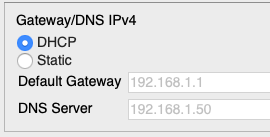 Gateway/DNS IPv4
DHCP
Static
Default Gateway 192.168.1.1
DNS Server 192.168.1.50